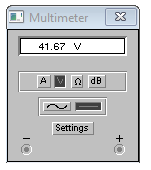 Multimeter
41.67 V
A V Ω dB
Settings
− +